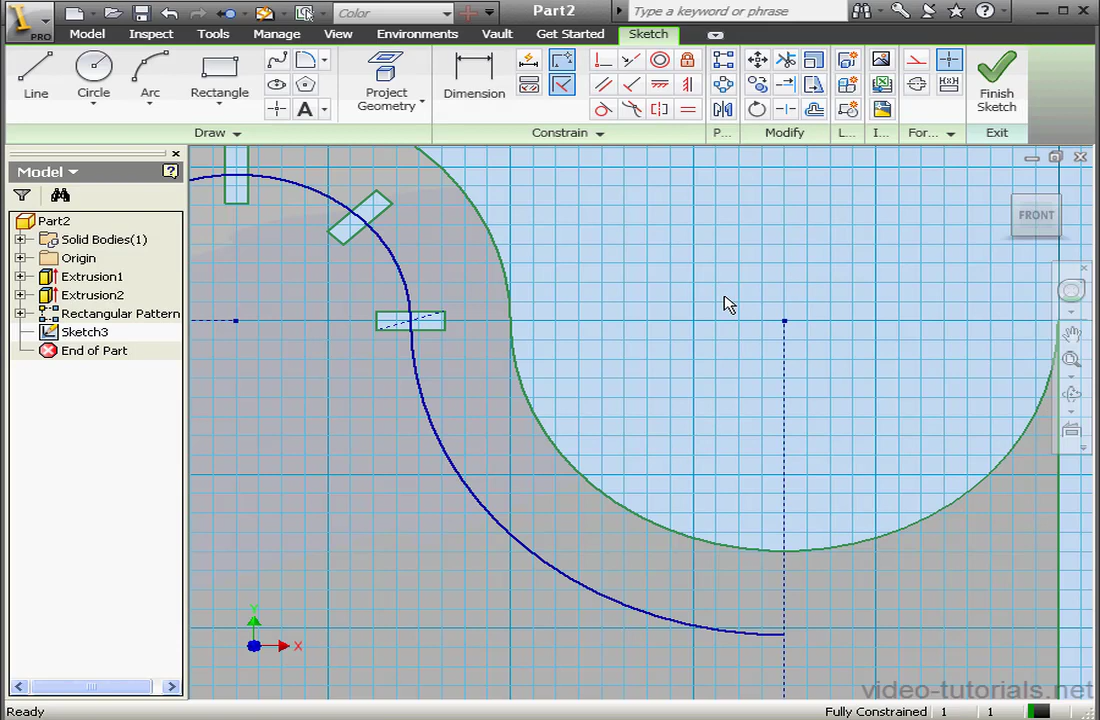 PRO
Color
Part2
Type a keyword or phrase
Model Inspect Tools Manage View Environments Vault Get Started Sketch
Line Circle Arc Rectangle
A
Project
Geometry
Dimension
Finish
Sketch
Draw Constrain P... Modify L... I... For... Exit
Model
Part2
Solid Bodies(1)
Origin
Extrusion1
Extrusion2
Rectangular Pattern
Sketch3
End of Part
FRONT
Y
X
video-tutorials.net
Ready Fully Constrained 1 1